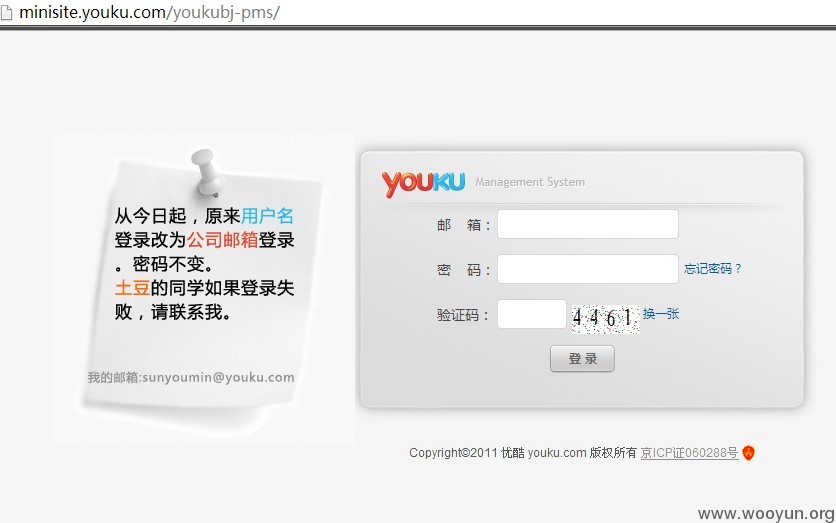 minisite.youku.com/youkubj-pms/
从今日起，原来用户名
登录改为公司邮箱登录
。密码不变。
土豆的同学如果登录失
败，请联系我。
我的邮箱:sunyoumin@youku.com
YOUKU Management System
邮 箱：
密 码： 忘记密码？
验证码： 4461 换一张
登 录
Copyright©2011 优酷 youku.com 版权所有 京ICP证060288号
www.wooyun.org